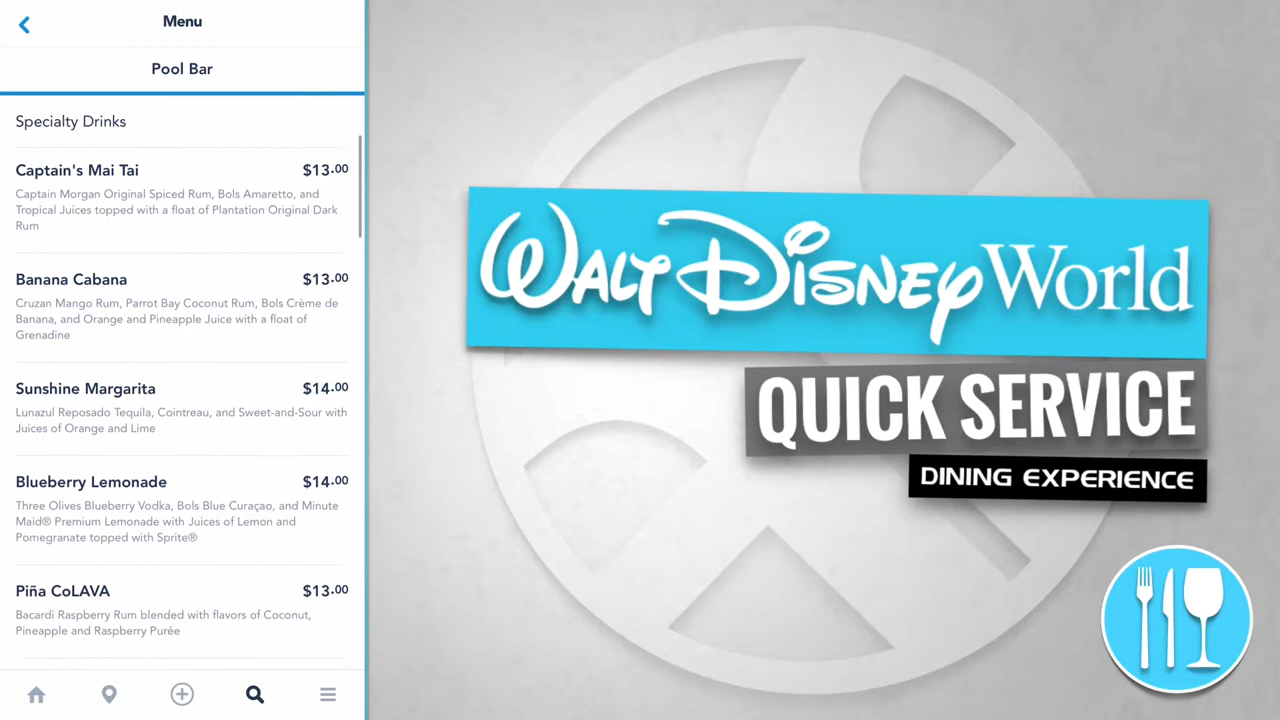 Menu
Pool Bar
Specialty Drinks
Captain's Mai Tai $13.00
Captain Morgan Original Spiced Rum, Bols Amaretto, and
Tropical Juices topped with a float of Plantation Original Dark
Rum
Banana Cabana $13.00
Cruzan Mango Rum, Parrot Bay Coconut Rum, Bols Crème de
Banana, and Orange and Pineapple Juice with a float of
Grenadine
Sunshine Margarita $14.00
Lunazul Reposado Tequila, Cointreau, and Sweet-and-Sour with
Juices of Orange and Lime
Blueberry Lemonade $14.00
Three Olives Blueberry Vodka, Bols Blue Curaçao, and Minute
Maid® Premium Lemonade with Juices of Lemon and
Pomegranate topped with Sprite®
Piña CoLAVA $13.00
Bacardi Raspberry Rum blended with flavors of Coconut,
Pineapple and Raspberry Purée
Walt Disney World
QUICK SERVICE
DINING EXPERIENCE